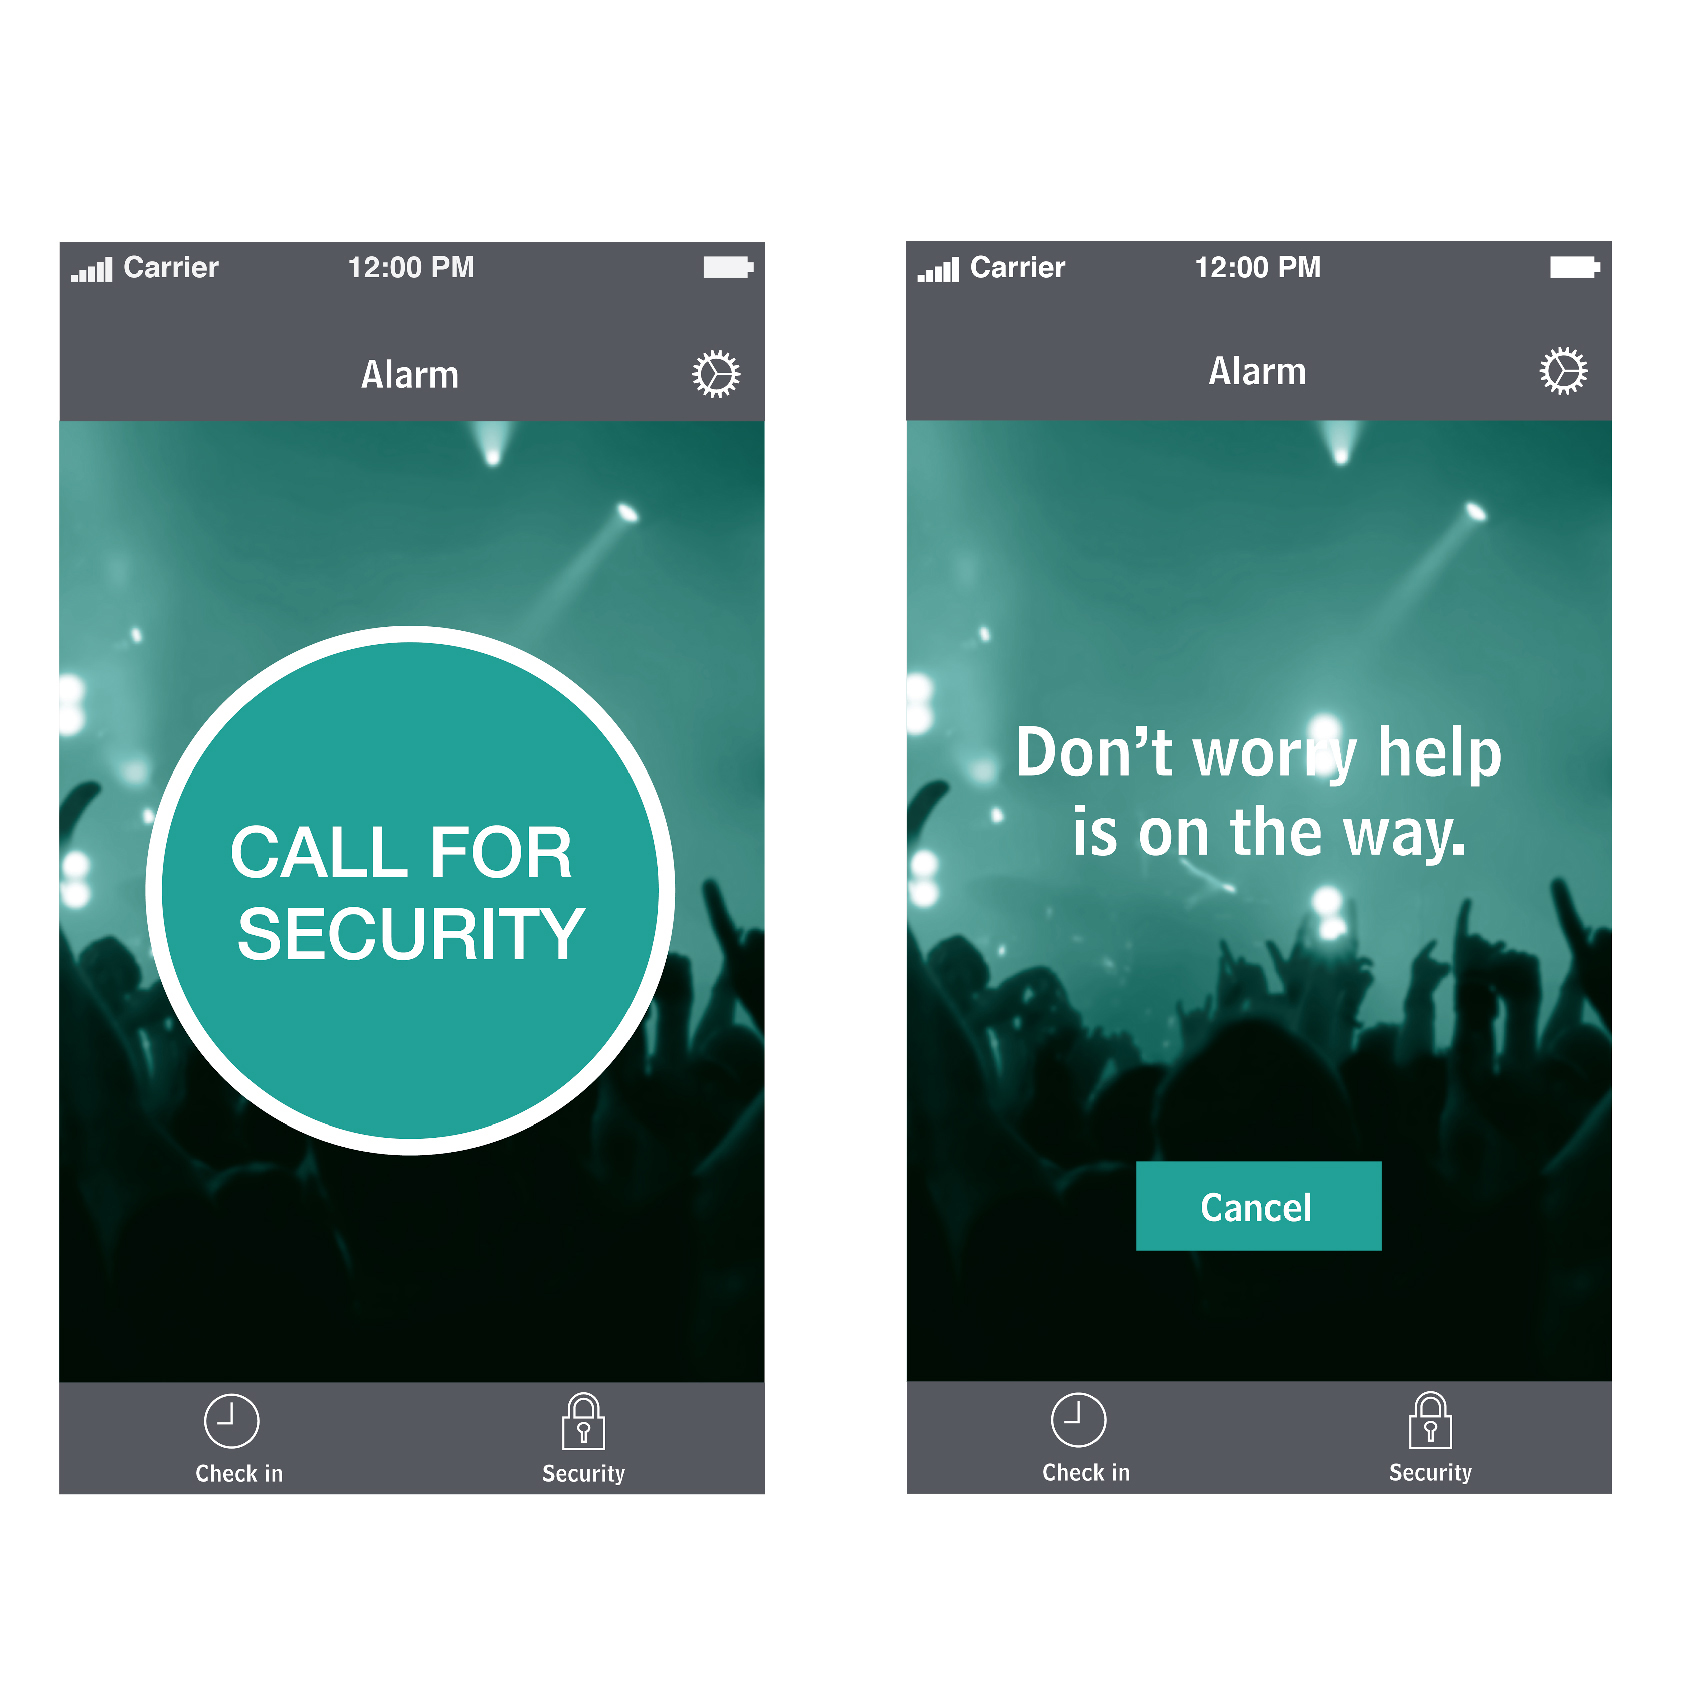 Carrier 12:00 PM
Alarm
CALL FOR
SECURITY
Check in Security
Carrier 12:00 PM
Alarm
Don’t worry help
is on the way.
Cancel
Check in Security